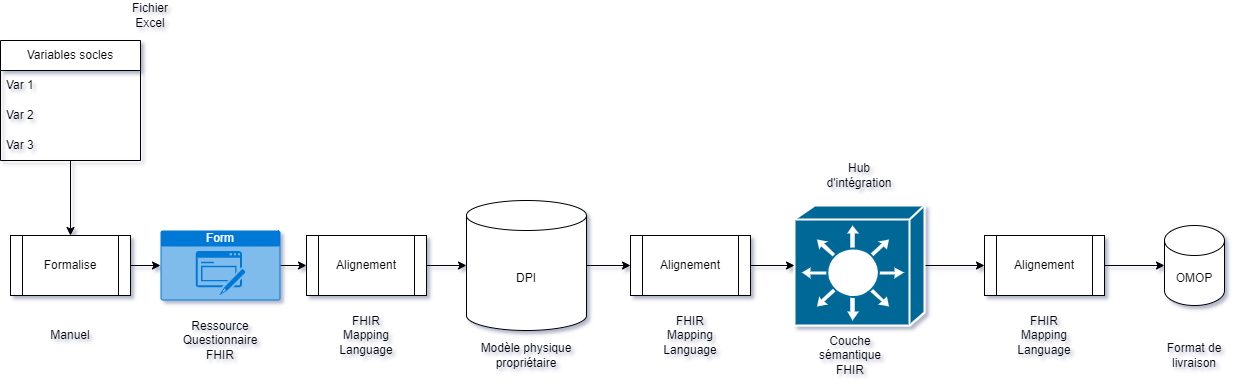 Fichier
Excel
Variables socles
Var 1
Var 2
Var 3
Hub
d'intégration
Formalise
Form
Alignement
DPI
Alignement
Alignement
OMOP
Manuel
Ressource
Questionnaire
FHIR
FHIR
Mapping
Language
Modèle physique
propriétaire
FHIR
Mapping
Language
Couche
sémantique
FHIR
FHIR
Mapping
Language
Format de
livraison